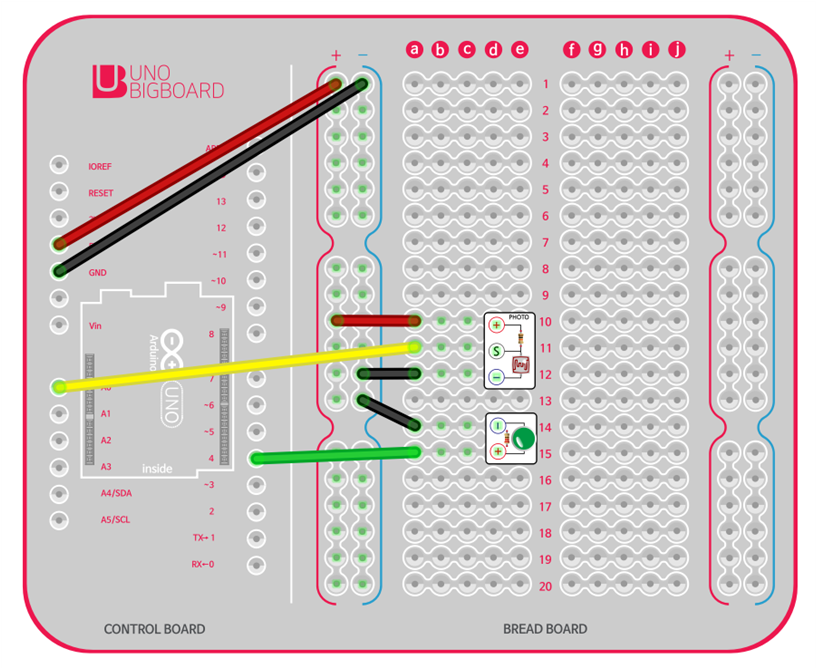 UNO
BIGBOARD
+ −
a b c d e
f g h i j
+ −
IOREF
RESET
GND
Vin
A1
A2
A3
A4/SDA
A5/SCL
13
12
~11
~10
~9
8
7
~6
~5
4
~3
2
TX→ 1
RX←0
Arduino
UNO
inside
1
2
3
4
5
6
7
8
9
10
11
12
13
14
15
16
17
18
19
20
PHOTO
+
S
−
+
CONTROL BOARD
BREAD BOARD